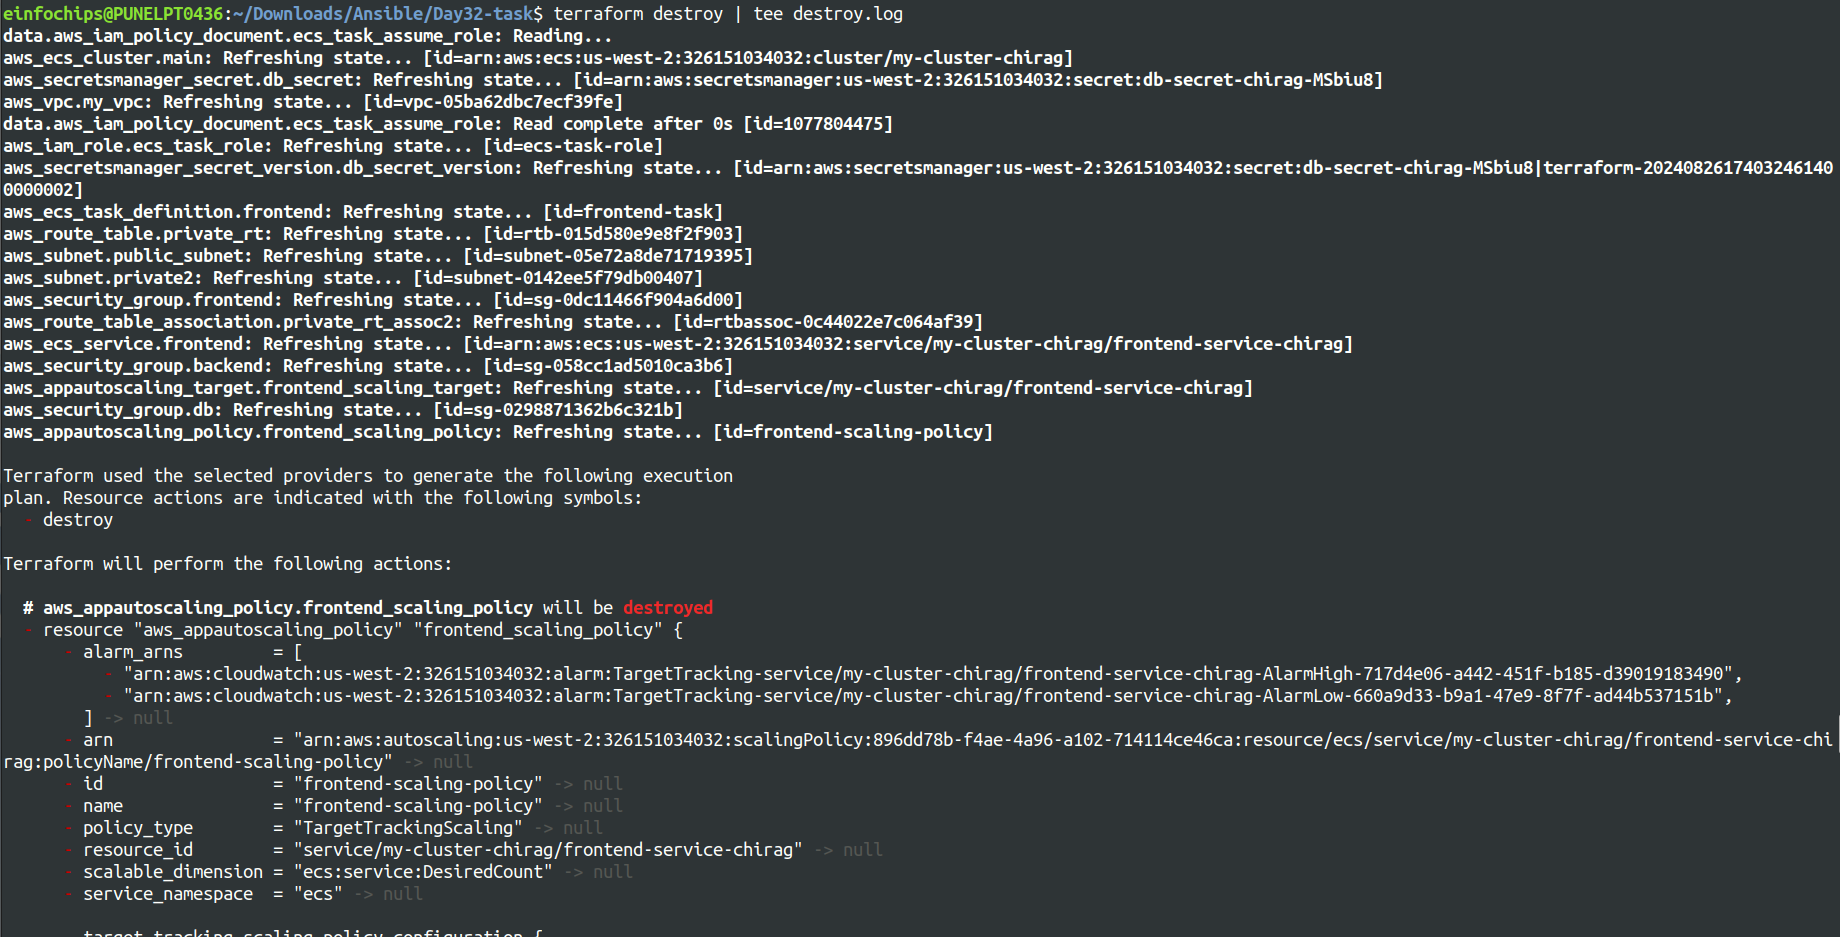 einfochips@PUNELPT0436:~/Downloads/Ansible/Day32-task$ terraform destroy | tee destroy.log
data.aws_iam_policy_document.ecs_task_assume_role: Reading...
aws_ecs_cluster.main: Refreshing state... [id=arn:aws:ecs:us-west-2:326151034032:cluster/my-cluster-chirag]
aws_secretsmanager_secret.db_secret: Refreshing state... [id=arn:aws:secretsmanager:us-west-2:326151034032:secret:db-secret-chirag-MSbiu8]
aws_vpc.my_vpc: Refreshing state... [id=vpc-05ba62dbc7ecf39fe]
data.aws_iam_policy_document.ecs_task_assume_role: Read complete after 0s [id=1077804475]
aws_iam_role.ecs_task_role: Refreshing state... [id=ecs-task-role]
aws_secretsmanager_secret_version.db_secret_version: Refreshing state... [id=arn:aws:secretsmanager:us-west-2:326151034032:secret:db-secret-chirag-MSbiu8|terraform-2024082617403246140
0000002]
aws_ecs_task_definition.frontend: Refreshing state... [id=frontend-task]
aws_route_table.private_rt: Refreshing state... [id=rtb-015d580e9e8f2f903]
aws_subnet.public_subnet: Refreshing state... [id=subnet-05e72a8de71719395]
aws_subnet.private2: Refreshing state... [id=subnet-0142ee5f79db00407]
aws_security_group.frontend: Refreshing state... [id=sg-0dc11466f904a6d00]
aws_route_table_association.private_rt_assoc2: Refreshing state... [id=rtbassoc-0c44022e7c064af39]
aws_ecs_service.frontend: Refreshing state... [id=arn:aws:ecs:us-west-2:326151034032:service/my-cluster-chirag/frontend-service-chirag]
aws_security_group.backend: Refreshing state... [id=sg-058cc1ad5010ca3b6]
aws_appautoscaling_target.frontend_scaling_target: Refreshing state... [id=service/my-cluster-chirag/frontend-service-chirag]
aws_security_group.db: Refreshing state... [id=sg-0298871362b6c321b]
aws_appautoscaling_policy.frontend_scaling_policy: Refreshing state... [id=frontend-scaling-policy]
Terraform used the selected providers to generate the following execution
plan. Resource actions are indicated with the following symbols:
- destroy
Terraform will perform the following actions:
# aws_appautoscaling_policy.frontend_scaling_policy will be destroyed
- resource "aws_appautoscaling_policy" "frontend_scaling_policy" {
- alarm_arns = [
- "arn:aws:cloudwatch:us-west-2:326151034032:alarm:TargetTracking-service/my-cluster-chirag/frontend-service-chirag-AlarmHigh-717d4e06-a442-451f-b185-d39019183490",
- "arn:aws:cloudwatch:us-west-2:326151034032:alarm:TargetTracking-service/my-cluster-chirag/frontend-service-chirag-AlarmLow-660a9d33-b9a1-47e9-8f7f-ad44b537151b",
] -> null
- arn = "arn:aws:autoscaling:us-west-2:326151034032:scalingPolicy:896dd78b-f4ae-4a96-a102-714114ce46ca:resource/ecs/service/my-cluster-chirag/frontend-service-chi
rag:policyName/frontend-scaling-policy" -> null
- id = "frontend-scaling-policy" -> null
- name = "frontend-scaling-policy" -> null
- policy_type = "TargetTrackingScaling" -> null
- resource_id = "service/my-cluster-chirag/frontend-service-chirag" -> null
- scalable_dimension = "ecs:service:DesiredCount" -> null
- service_namespace = "ecs" -> null
target_tracking_scaling_policy_configuration {